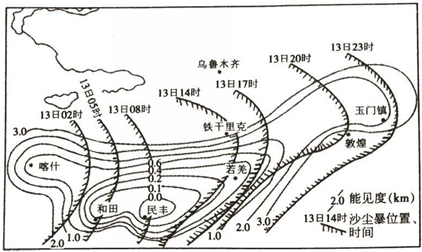 乌鲁木齐
13日23时
13日20时
13日17时
13日14时
13日05时
13日08时
13日02时
3.0
玉门镇
铁干里克
敦煌
喀什
0.6
0.4
0.2
0.1
0.0
若羌
和田
民丰
2.0
1.0
1.0
2.0
3.0
2.0 能见度(km)
13日14时 沙尘暴位置、
时间